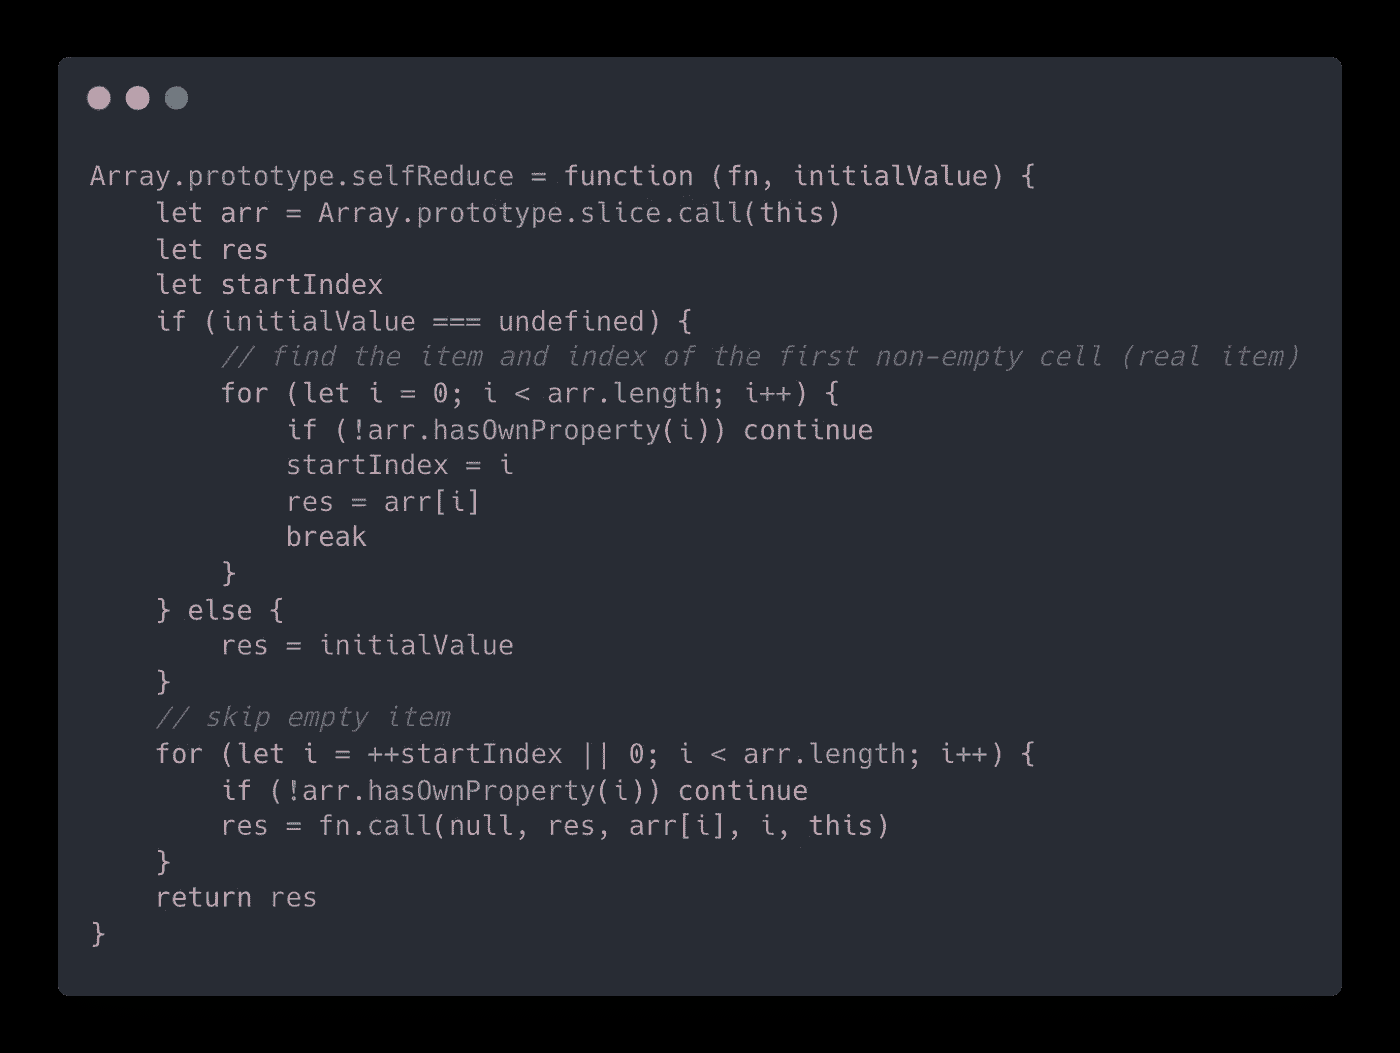 Array.prototype.selfReduce = function (fn, initialValue) {
    let arr = Array.prototype.slice.call(this)
    let res
    let startIndex
    if (initialValue === undefined) {
        // find the item and index of the first non-empty cell (real item)
        for (let i = 0; i < arr.length; i++) {
            if (!arr.hasOwnProperty(i)) continue
            startIndex = i
            res = arr[i]
            break
        }
    } else {
        res = initialValue
    }
    // skip empty item
    for (let i = ++startIndex || 0; i < arr.length; i++) {
        if (!arr.hasOwnProperty(i)) continue
        res = fn.call(null, res, arr[i], i, this)
    }
    return res
}